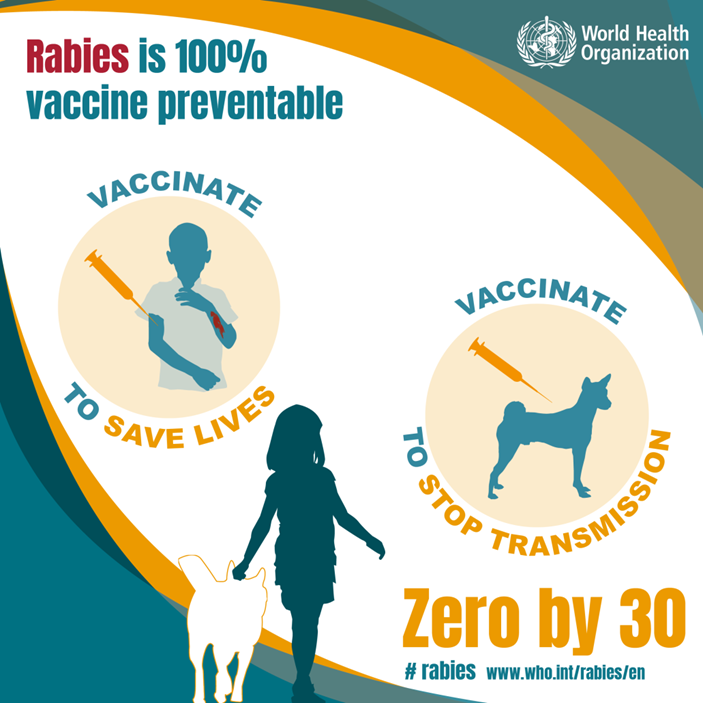 Rabies is 100%
vaccine preventable
World Health
Organization
VACCINATE
TO SAVE LIVES
VACCINATE
TO STOP TRANSMISSION
Zero by 30
# rabies www.who.int/rabies/en